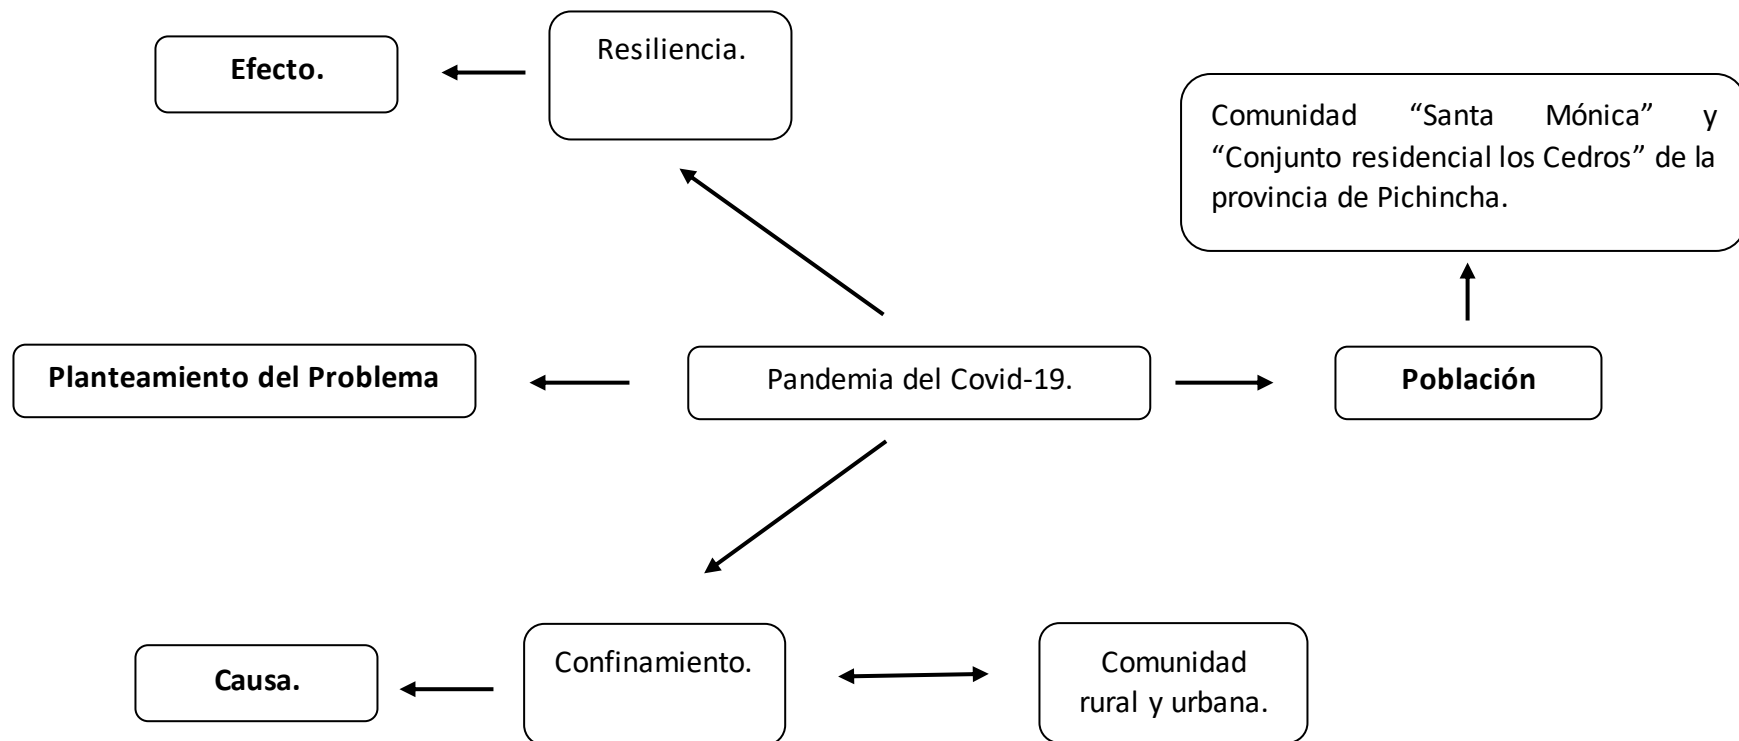 Resiliencia.
Efecto.
Comunidad “Santa Mónica” y
“Conjunto residencial los Cedros” de la
provincia de Pichincha.
Planteamiento del Problema
Pandemia del Covid-19.
Población
Confinamiento.
Comunidad
rural y urbana.
Causa.